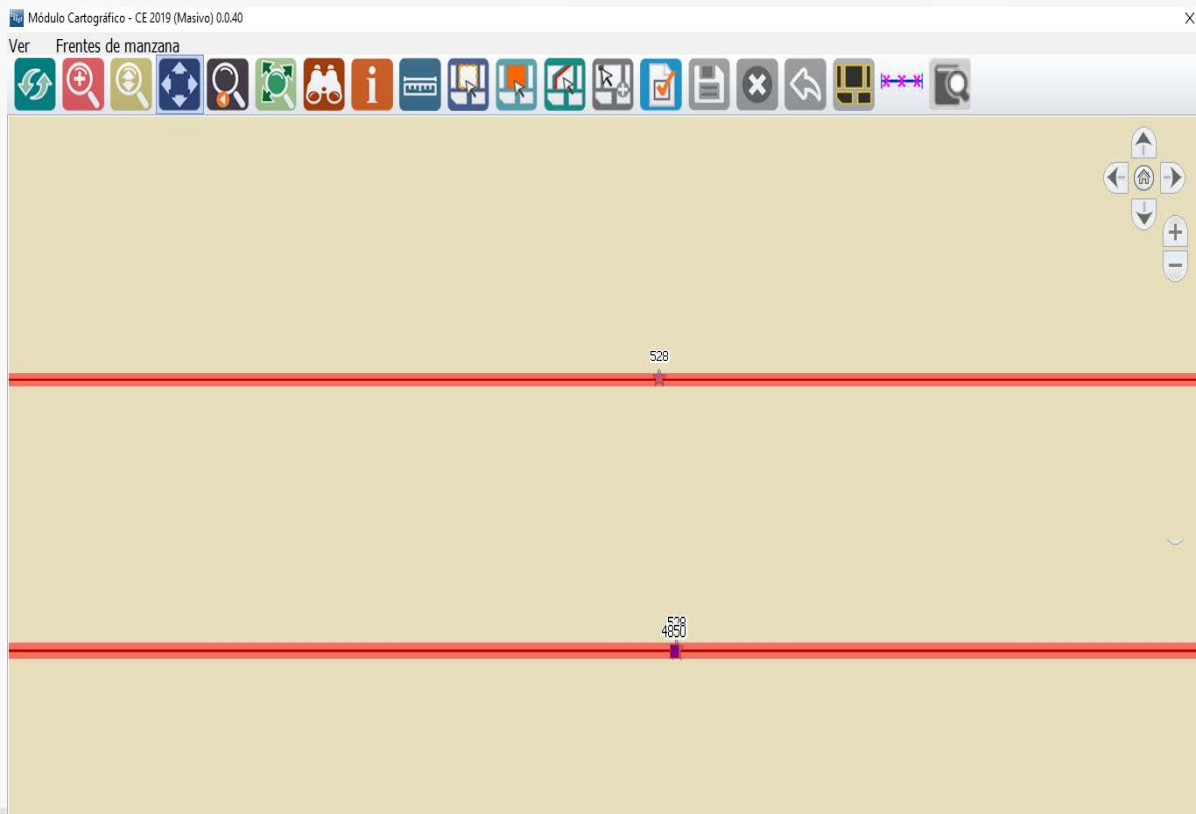 Módulo Cartográfico - CE 2019 (Masivo) 0.0.40
Ver Frentes de manzana
528
528
4850